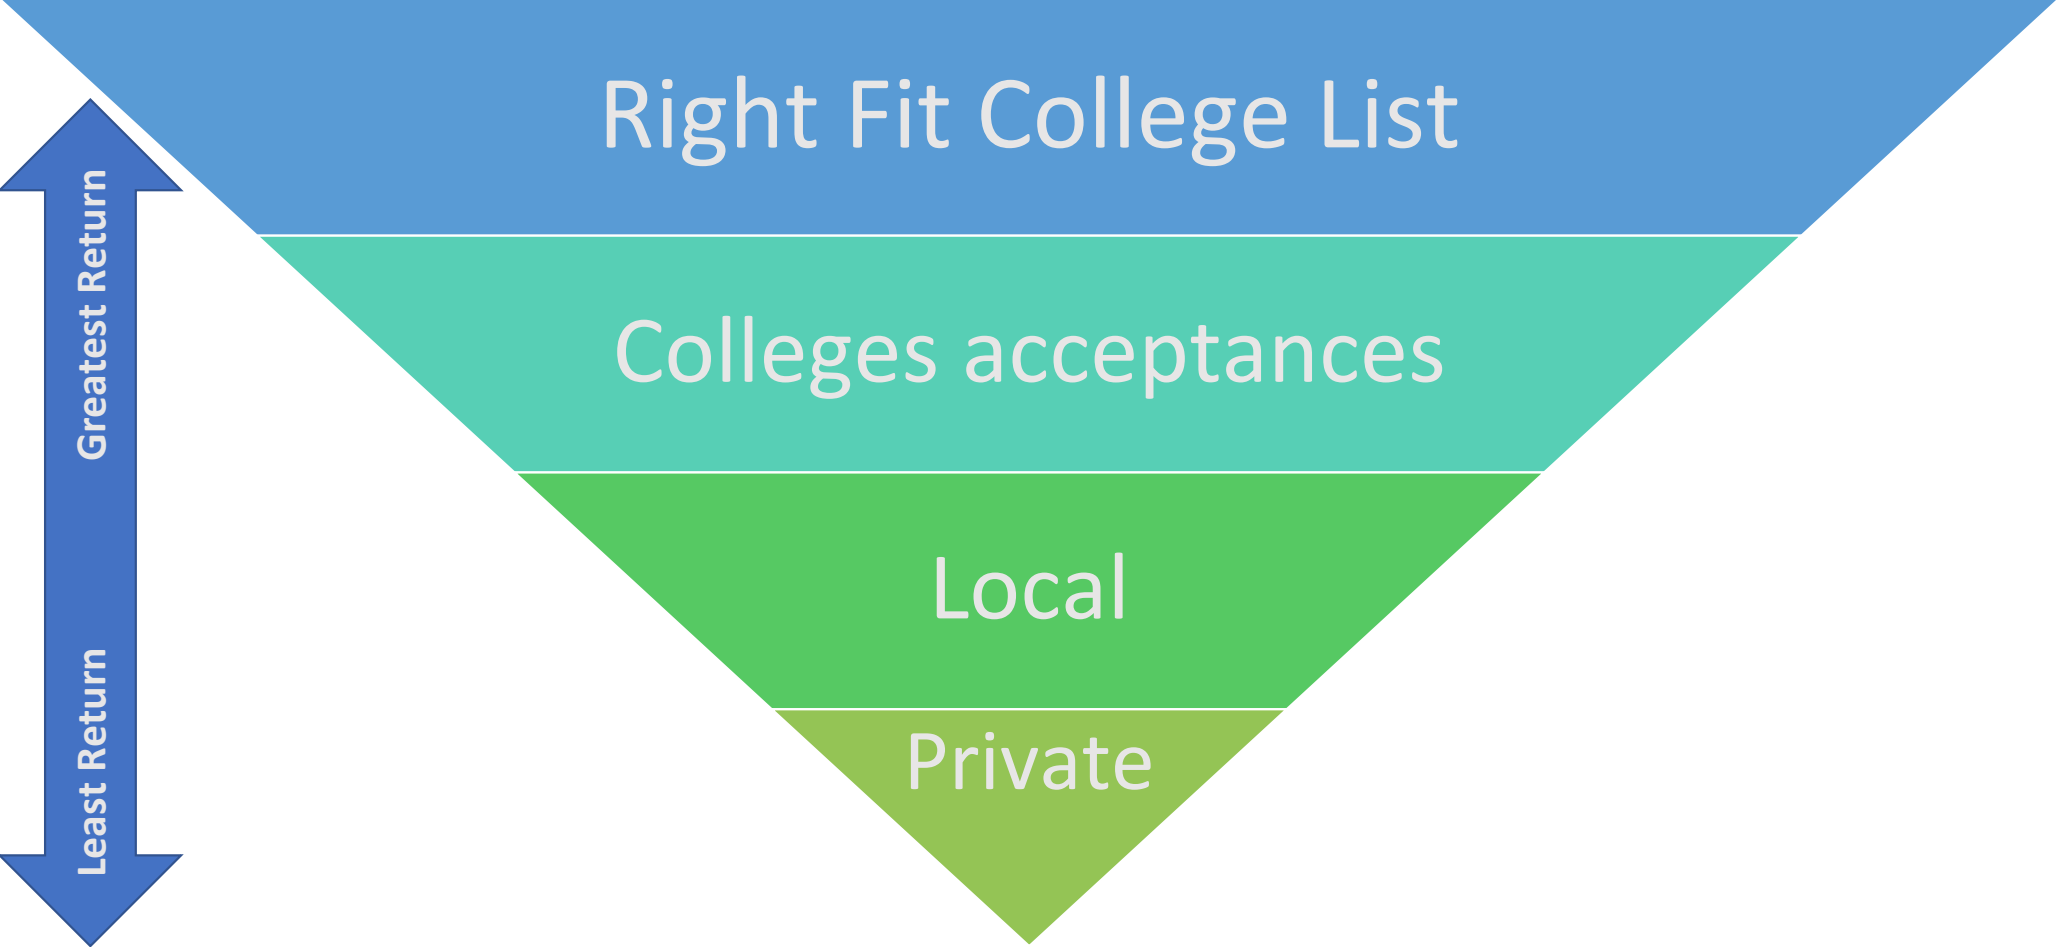 Right Fit College List
Greatest Return
Colleges acceptances
Local
Least Return
Private